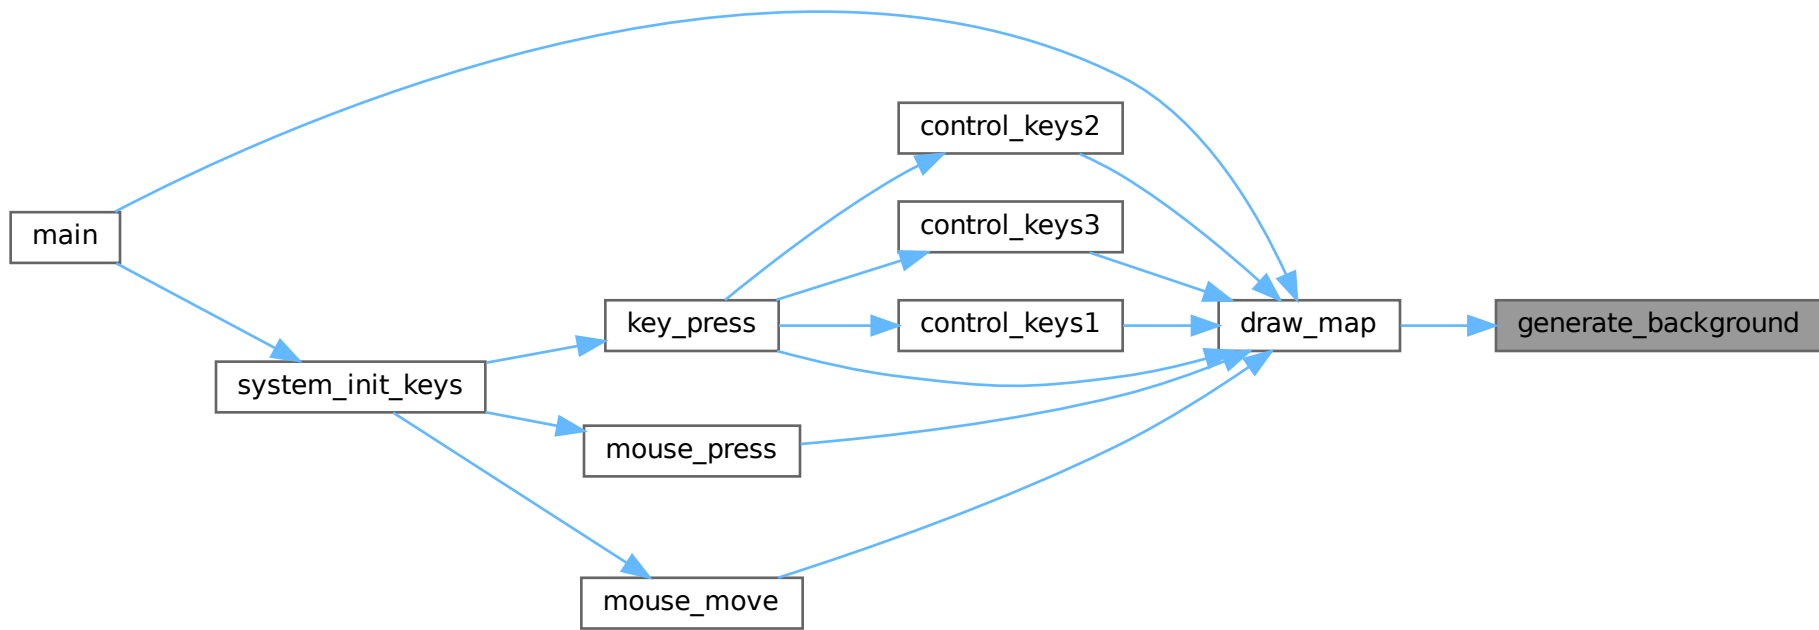 main
system_init_keys
key_press
mouse_press
mouse_move
control_keys2
control_keys3
control_keys1
draw_map
generate_background